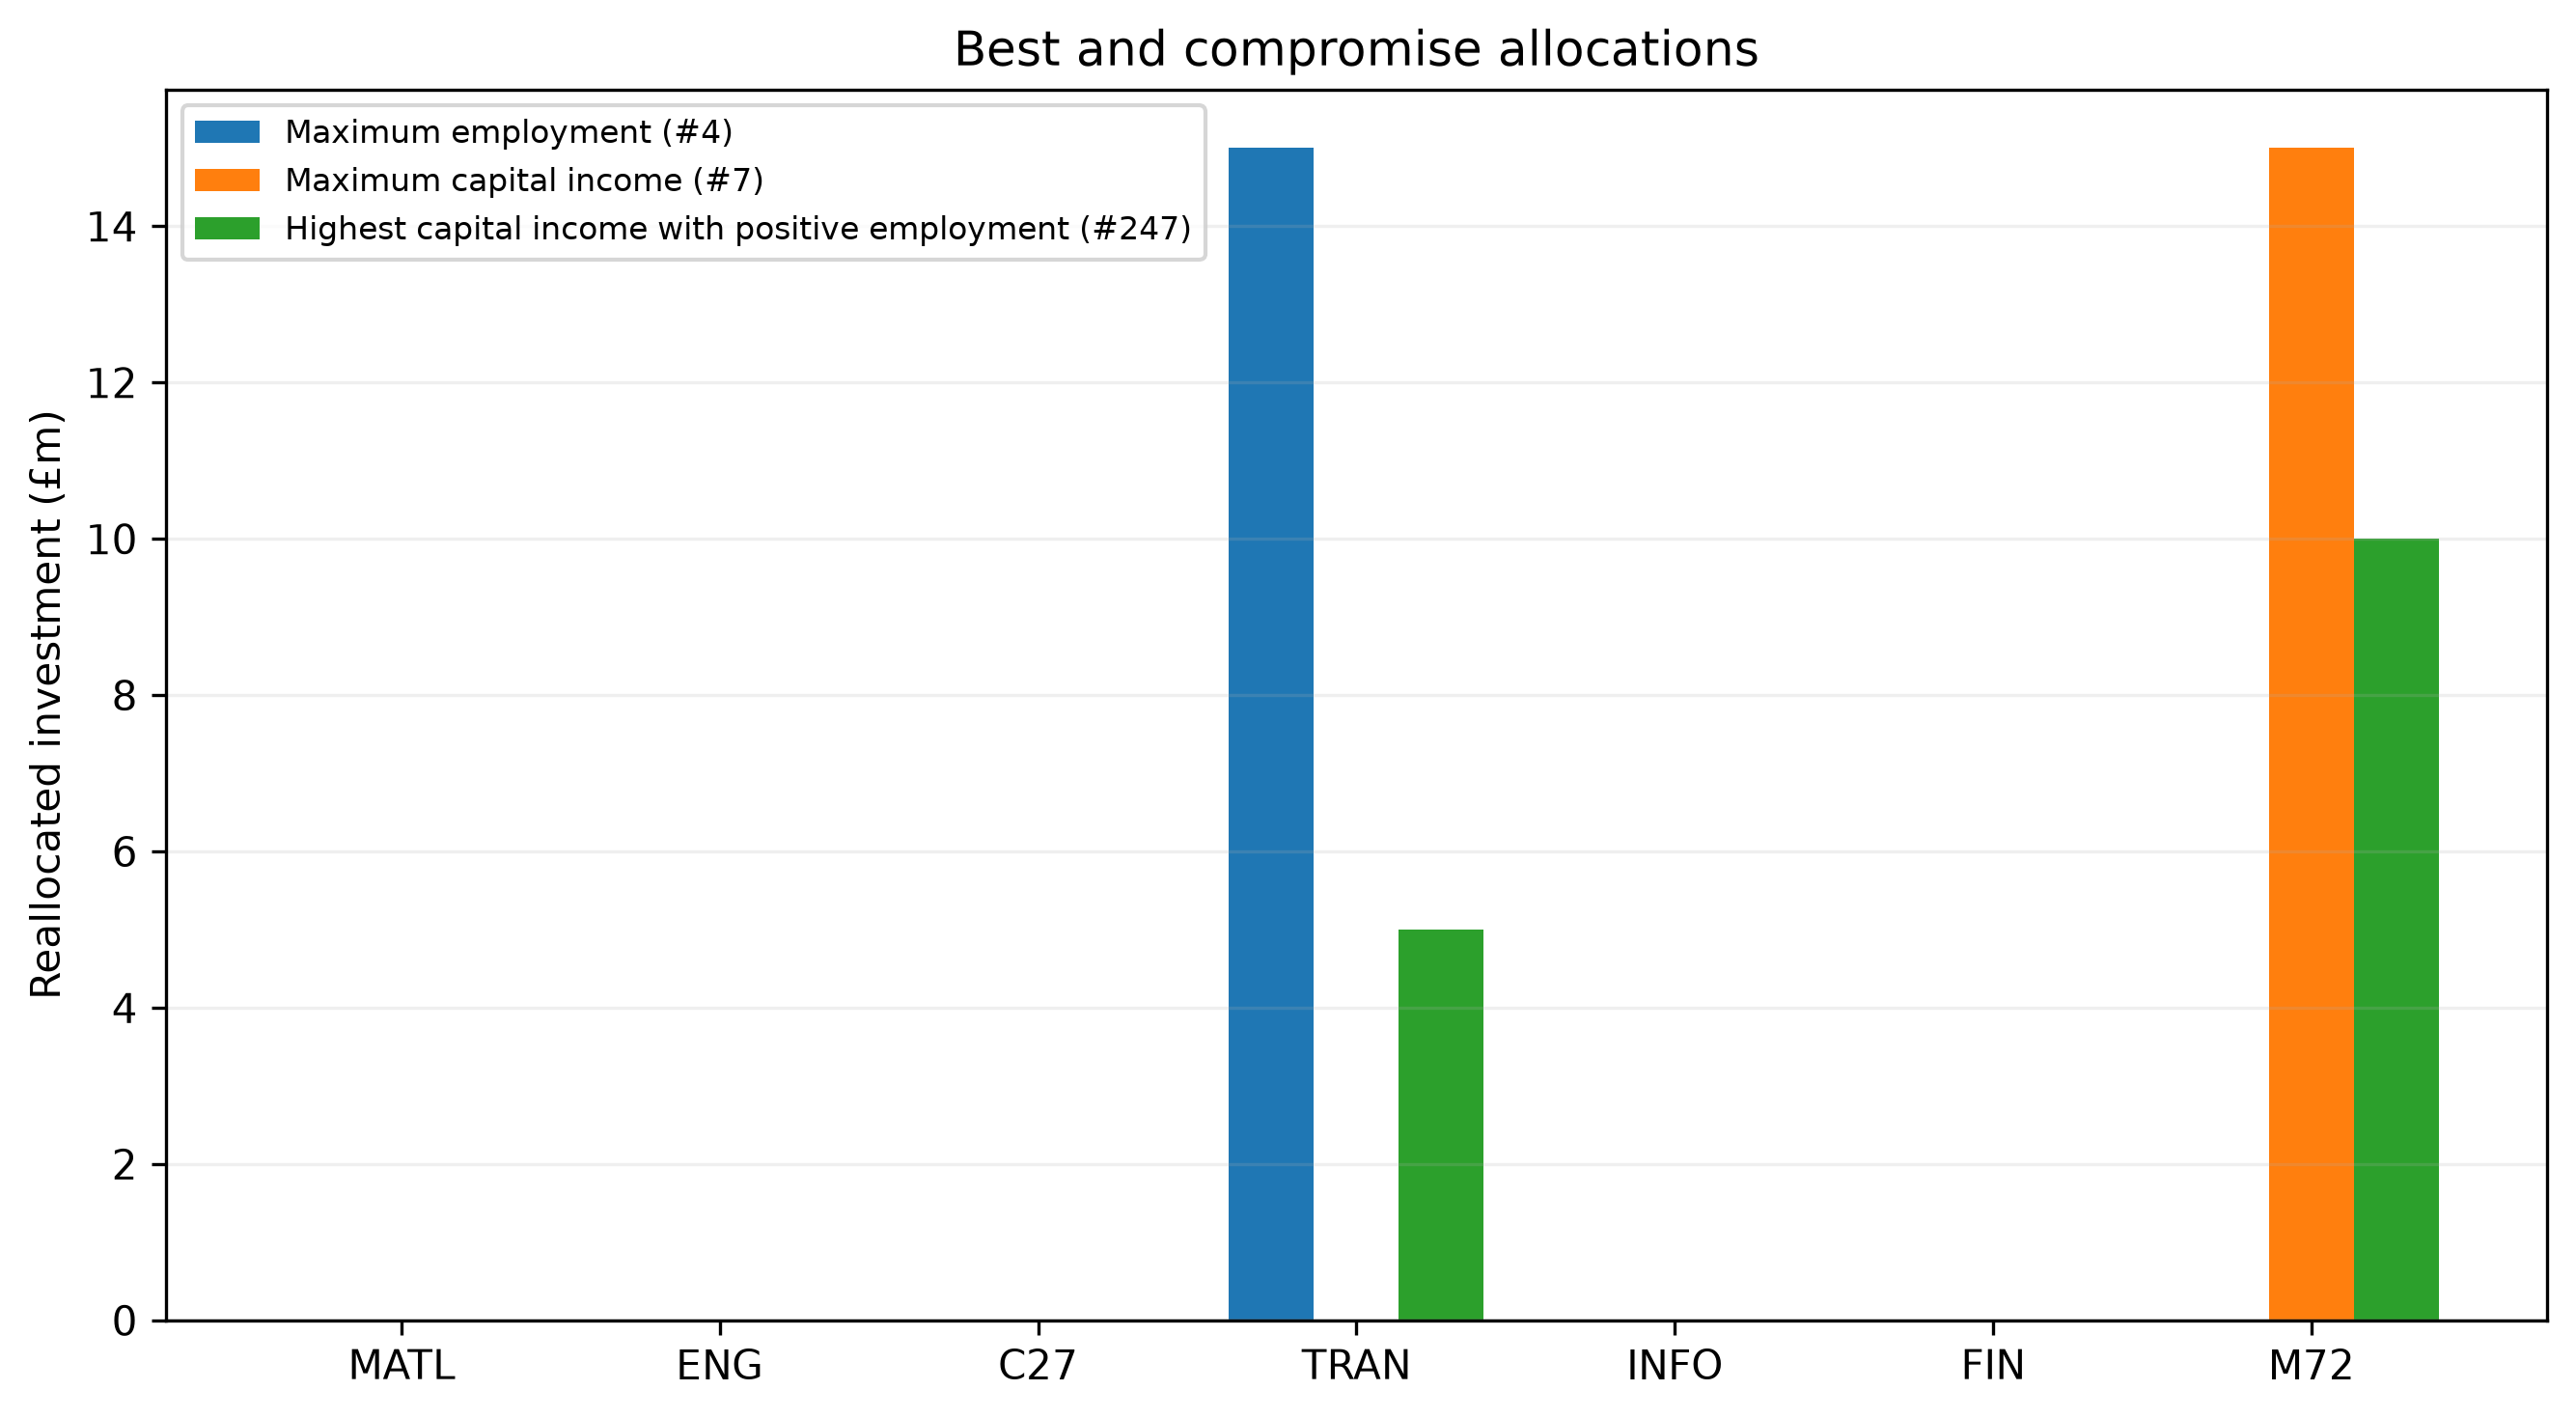 Best and compromise allocations
Maximum employment (#4)
Maximum capital income (#7)
Highest capital income with positive employment (#247)
Reallocated investment (£m)
14
12
10
8
6
4
2
0
MATL ENG C27 TRAN INFO FIN M72